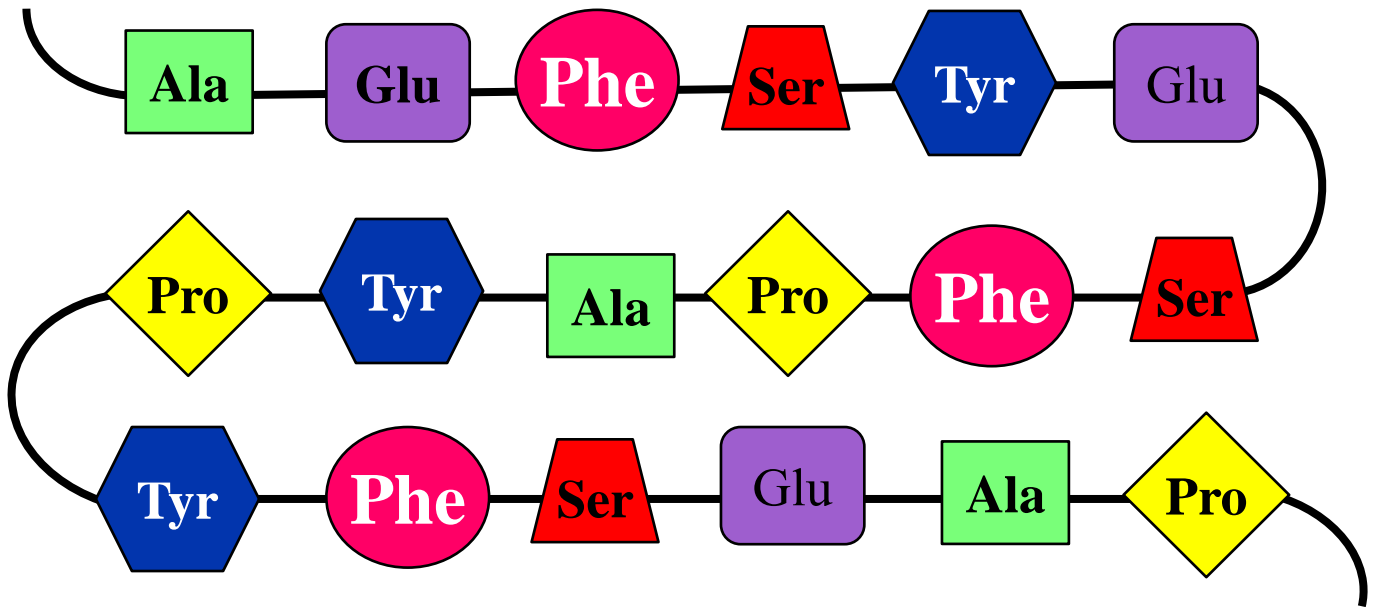 Ala Glu Phe Ser Tyr Glu
Pro Tyr Ala Pro Phe Ser
Tyr Phe Ser Glu Ala Pro